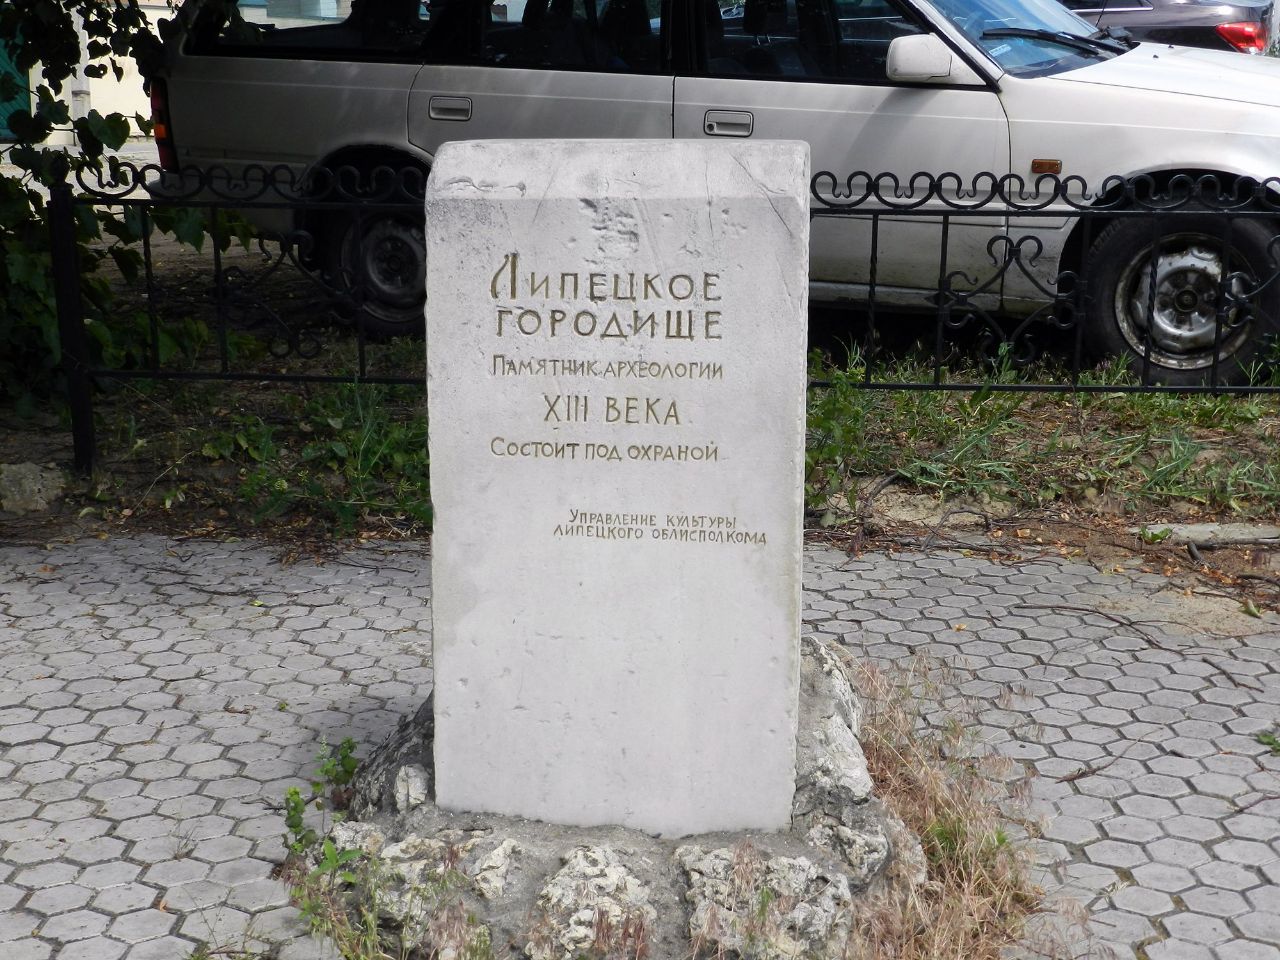 Липецкое
городище
Памятник археологии
XIII века
Состоит под охраной
Управление культуры
Липецкого облисполкома